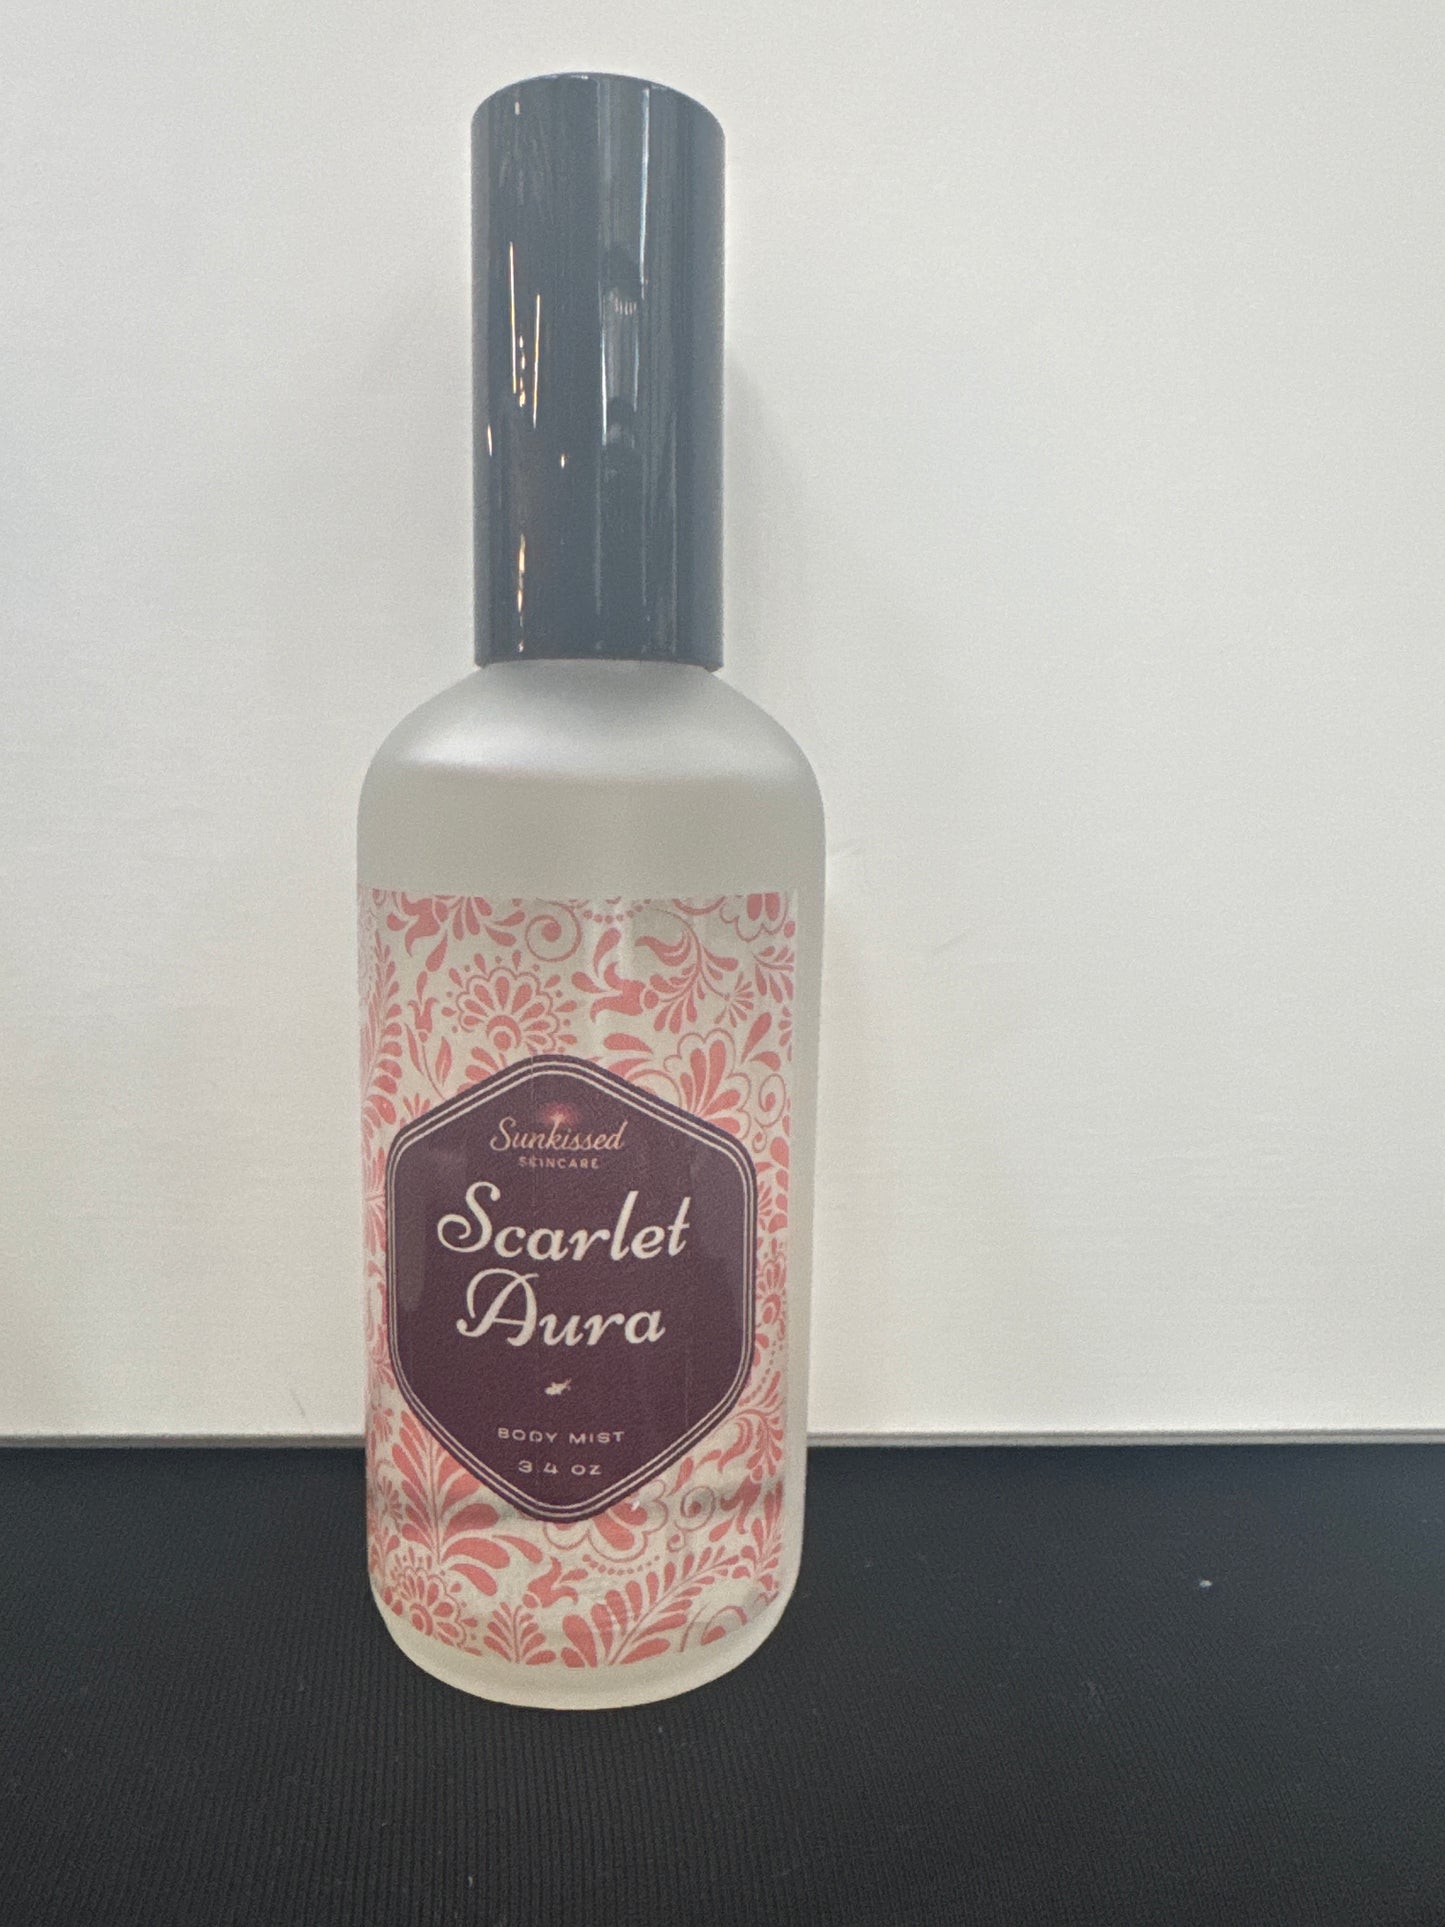 Sunkissed
SKINCARE
Scarlet
Aura
BODY MIST
3.4 OZ